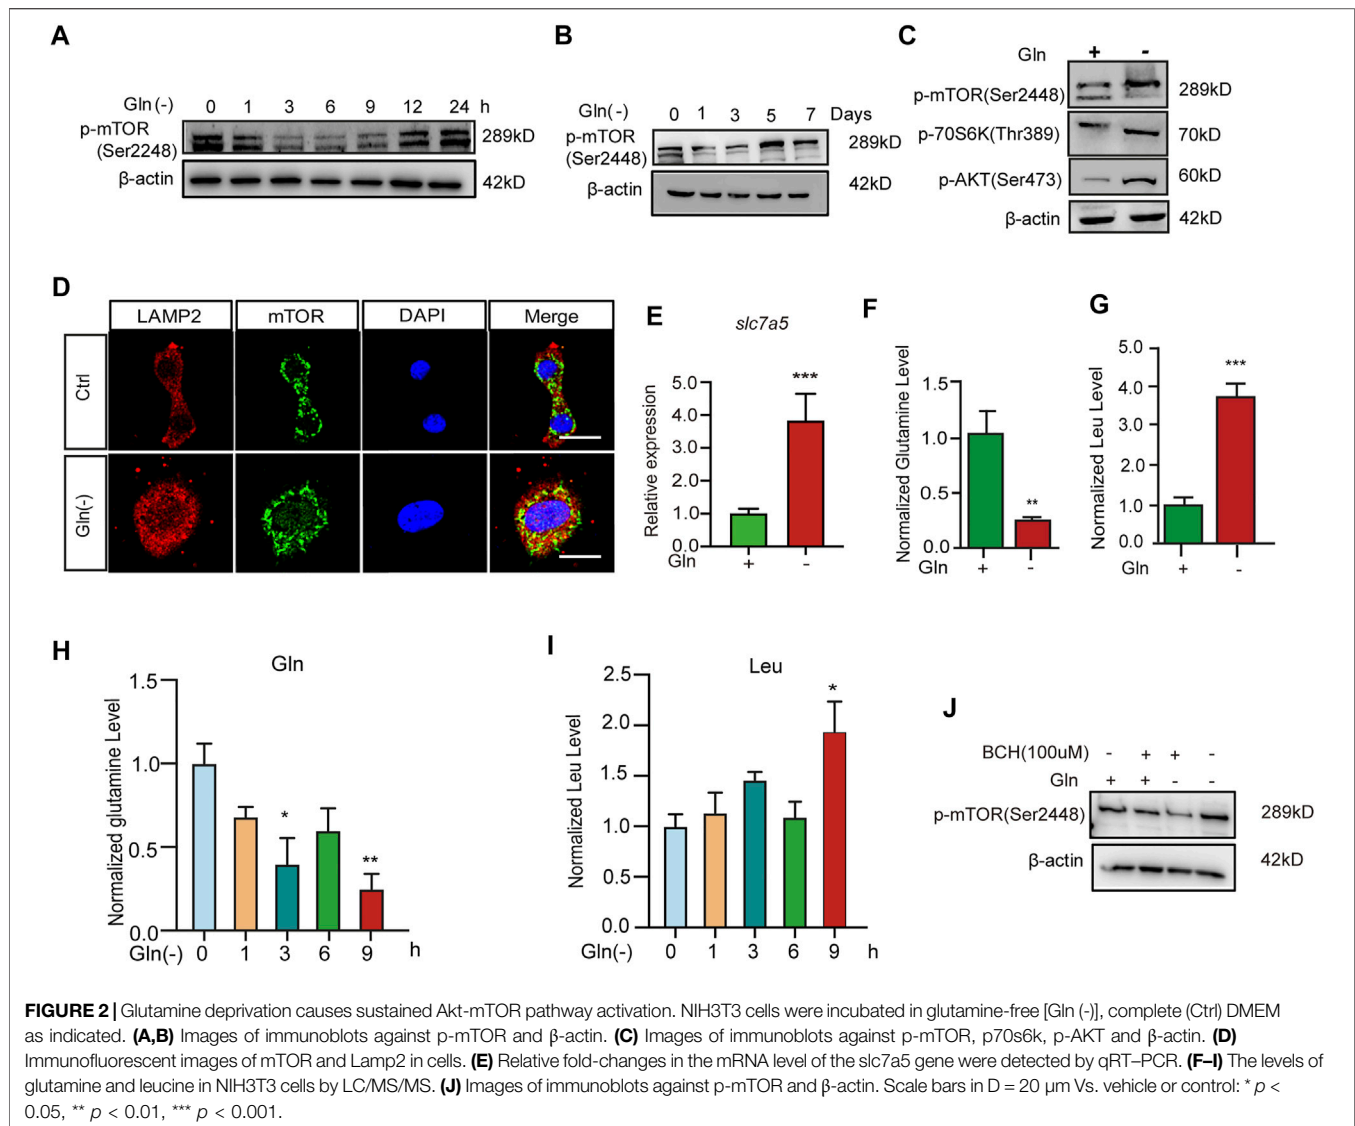 A
Gln(-) 0 1 3 6 9 12 24 h
p-mTOR
(Ser2248)
289kD
β-actin
42kD
B
Gln(-) 0 1 3 5 7 Days
p-mTOR
(Ser2448)
289kD
β-actin
42kD
C
Gln + -
p-mTOR(Ser2448) 289kD
p-70S6K(Thr389) 70kD
p-AKT(Ser473) 60kD
β-actin 42kD
D
LAMP2 mTOR DAPI Merge
Ctrl
Gln(-)
E
slc7a5
Relative expression
5.0
4.0
3.0
2.0
1.0
0.0
***
Gln + -
F
Normalized Glutamine Level
1.5
1.0
0.5
0.0
**
Gln + -
G
Normalized Leu Level
5.0
4.0
3.0
2.0
1.0
0.0
***
Gln + -
H
Gln
Normalized glutamine Level
1.5
1.0
0.5
0.0
*
**
Gln(-) 0 1 3 6 9 h
I
Leu
Normalized Leu Level
2.5
2.0
1.5
1.0
0.5
0.0
*
Gln(-) 0 1 3 6 9 h
J
BCH(100uM) - + + -
Gln + + - -
p-mTOR(Ser2448) 289kD
β-actin 42kD
FIGURE 2 | Glutamine deprivation causes sustained Akt-mTOR pathway activation. NIH3T3 cells were incubated in glutamine-free [Gln (-)], complete (Ctrl) DMEM
as indicated. (A,B) Images of immunoblots against p-mTOR and β-actin. (C) Images of immunoblots against p-mTOR, p70s6k, p-AKT and β-actin. (D)
Immunofluorescent images of mTOR and Lamp2 in cells. (E) Relative fold-changes in the mRNA level of the slc7a5 gene were detected by qRT–PCR. (F–I) The levels of
glutamine and leucine in NIH3T3 cells by LC/MS/MS. (J) Images of immunoblots against p-mTOR and β-actin. Scale bars in D = 20 μm Vs. vehicle or control: * p <
0.05, ** p < 0.01, *** p < 0.001.